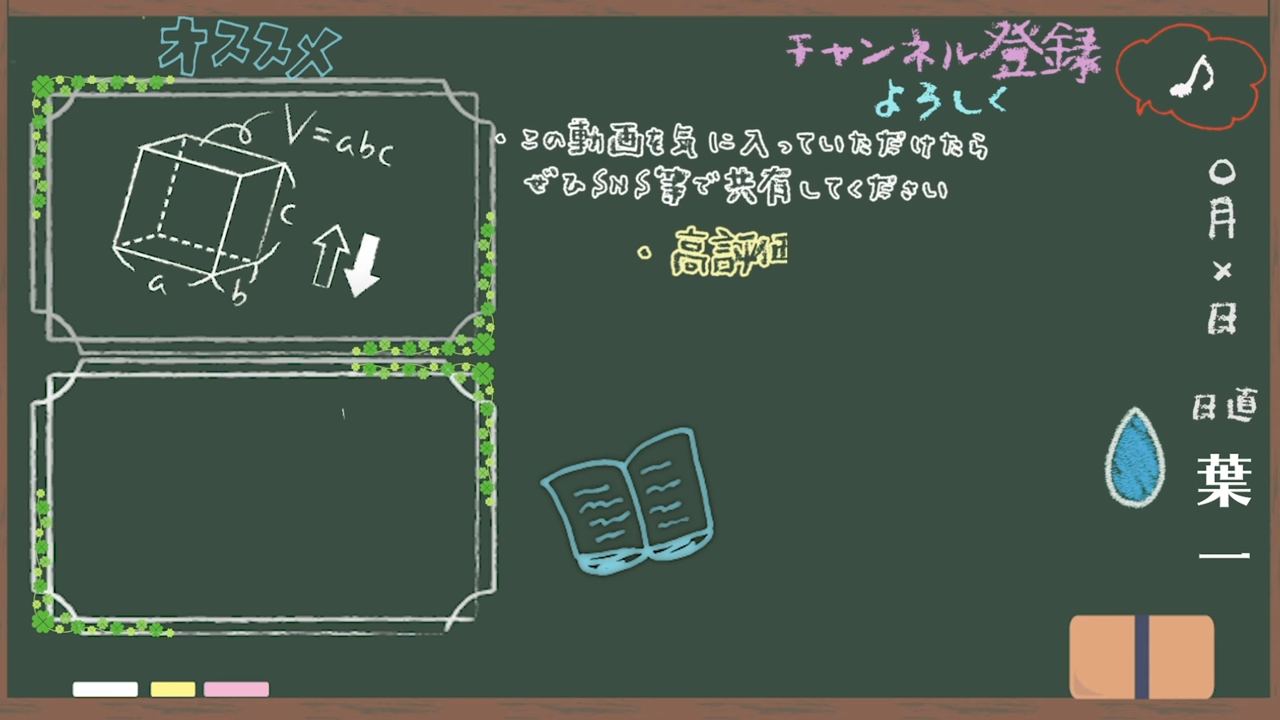 オススメ
V=abc
c
a
b
チャンネル登録
よろしく
・この動画を気に入っていただけたら
ぜひSNS等で共有してください
・高評価
〇月×日
日直
葉一